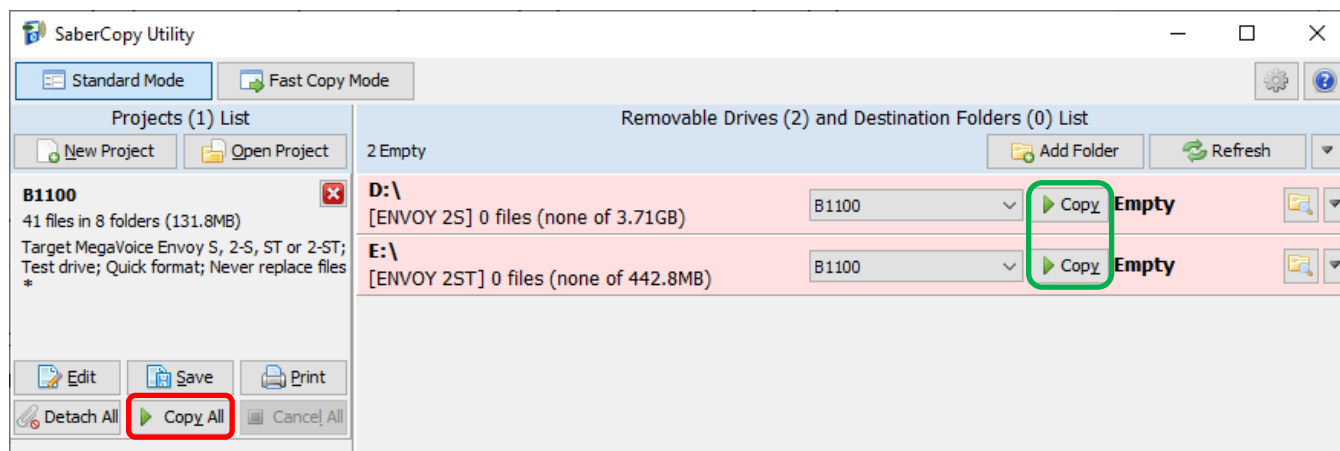 SaberCopy Utility
Standard Mode
Fast Copy Mode
Projects (1) List
Removable Drives (2) and Destination Folders (0) List
New Project
Open Project
2 Empty
Add Folder
Refresh
B1100
41 files in 8 folders (131.8MB)
Target MegaVoice Envoy S, 2-S, ST or 2-ST;
Test drive; Quick format; Never replace files
*
D:\
[ENVOY 2S] 0 files (none of 3.71GB)
B1100
Copy
Empty
E:\
[ENVOY 2ST] 0 files (none of 442.8MB)
B1100
Copy
Empty
Edit
Save
Print
Detach All
Copy All
Cancel All